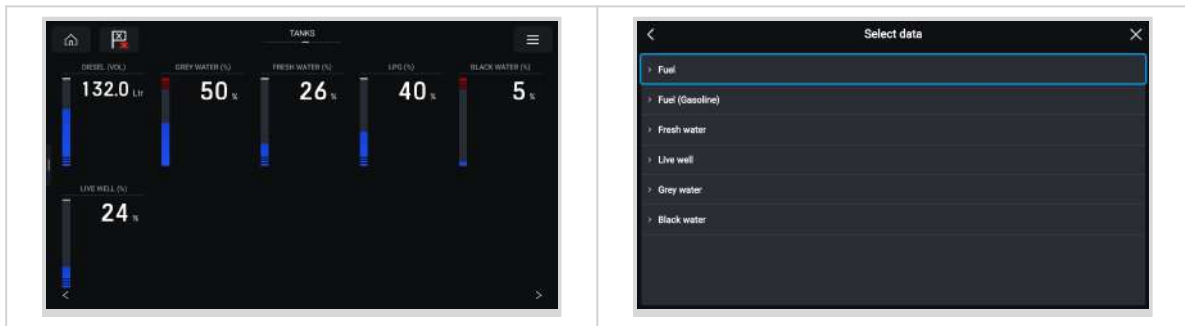 TANKS
DIESEL (VOL)
132.0 Ltr
GREY WATER (%)
50 %
FRESH WATER (%)
26 %
LPG (%)
40 %
BLACK WATER (%)
5 %
LIVE WELL (%)
24 %
Select data
Fuel
Fuel (Gasoline)
Fresh water
Live well
Grey water
Black water